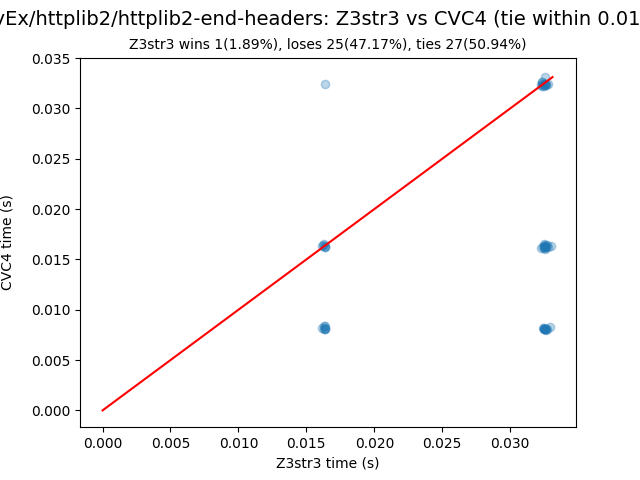 yEx/httplib2/httplib2-end-headers: Z3str3 vs CVC4 (tie within 0.01
Z3str3 wins 1(1.89%), loses 25(47.17%), ties 27(50.94%)
0.035
0.030
0.025
0.020
0.015
0.010
0.005
0.000
CVC4 time (s)
0.000 0.005 0.010 0.015 0.020 0.025 0.030
Z3str3 time (s)